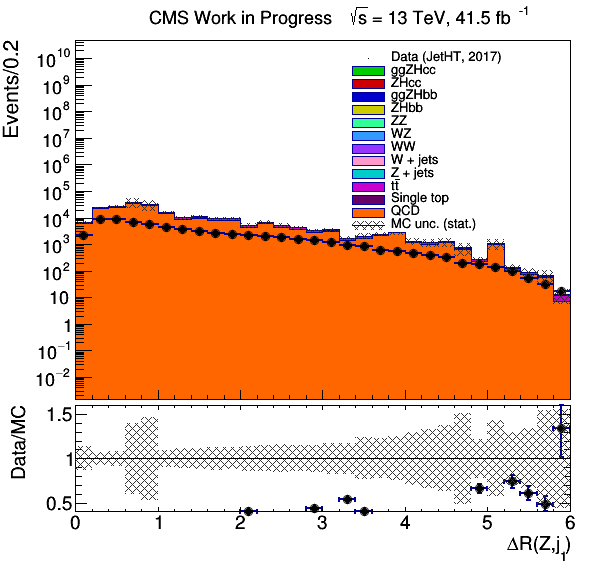 CMS Work in Progress √s = 13 TeV, 41.5 fb⁻¹
Events/0.2
10¹⁰
10⁹
10⁸
10⁷
10⁶
10⁵
10⁴
10³
10²
10
1
10⁻¹
10⁻²
Data (JetHT, 2017)
ggZHcc
ZHcc
ggZHbb
ZHbb
ZZ
WZ
WW
W + jets
Z + jets
tt̄
Single top
QCD
MC unc. (stat.)
Data/MC
1.5
1
0.5
0 1 2 3 4 5 6
ΔR(Z,j₁)